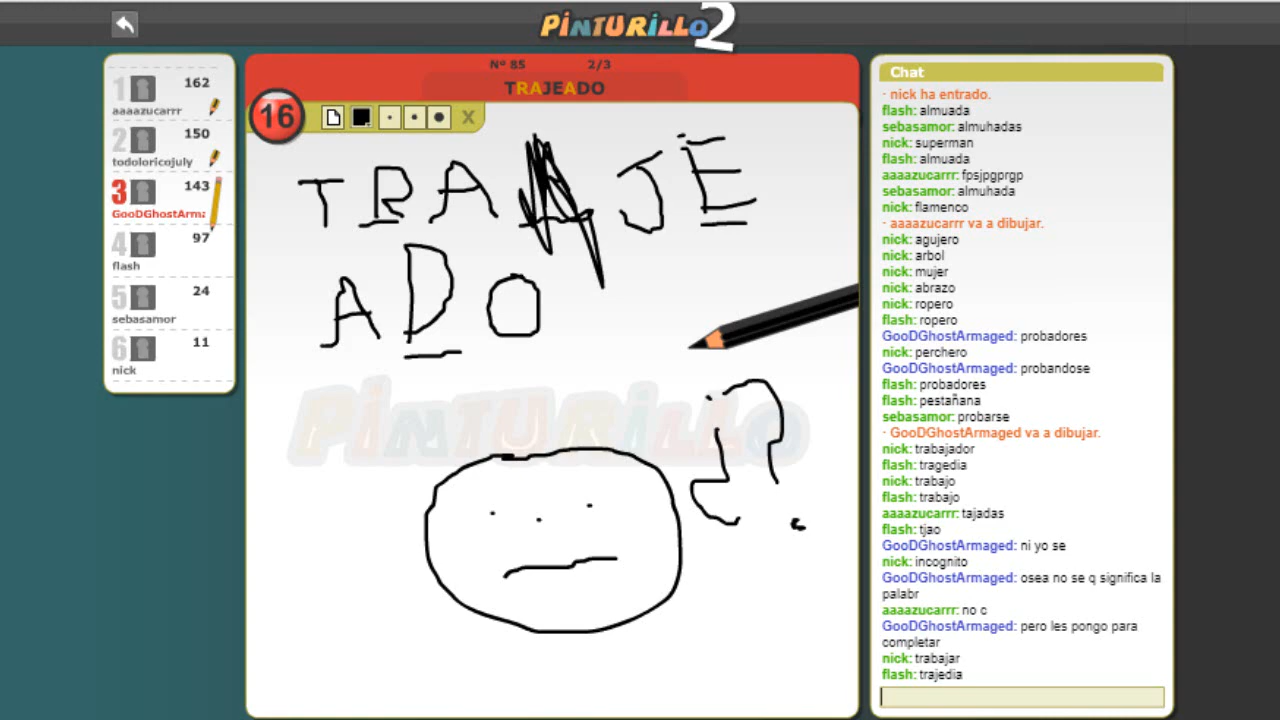 PINTURILLO 2
1 162
aaaazucarrr
2 150
todoloricojuly
3 143
GooDGhostArma
4 97
flash
5 24
sebasamor
6 11
nick
Nº 85 2/3
TRAJEADO
16
X
TRA JE
ADO
PINTURILLO
¿?
Chat
· nick ha entrado.
flash: almuada
sebasamor: almuhadas
nick: superman
flash: almuada
aaaazucarrr: fpsjpgprgp
sebasamor: almuhada
nick: flamenco
· aaaazucarrr va a dibujar.
nick: agujero
nick: arbol
nick: mujer
nick: abrazo
nick: ropero
flash: ropero
GooDGhostArmaged: probadores
nick: perchero
GooDGhostArmaged: probandose
flash: probadores
flash: pestañana
sebasamor: probarse
· GooDGhostArmaged va a dibujar.
nick: trabajador
flash: tragedia
nick: trabajo
flash: trabajo
aaaazucarrr: tajadas
flash: tjao
GooDGhostArmaged: ni yo se
nick: incognito
GooDGhostArmaged: osea no se q significa la
palabr
aaaazucarrr: no c
GooDGhostArmaged: pero les pongo para
completar
nick: trabajar
flash: trajedia